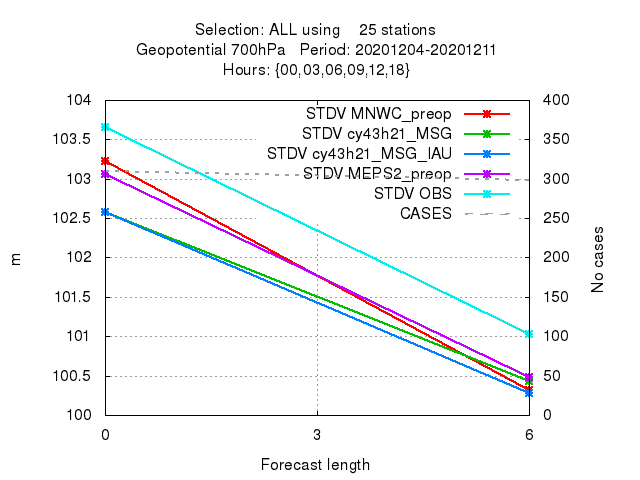 Selection: ALL using    25 stations
Geopotential 700hPa   Period: 20201204-20201211
Hours: {00,03,06,09,12,18}
104
103.5
103
102.5
102
101.5
101
100.5
100
m
STDV MNWC_preop
STDV cy43h21_MSG
STDV cy43h21_MSG_IAU
STDV MEPS2_preop
STDV OBS
CASES
400
350
300
250
200
150
100
50
0
No cases
0 3 6
Forecast length